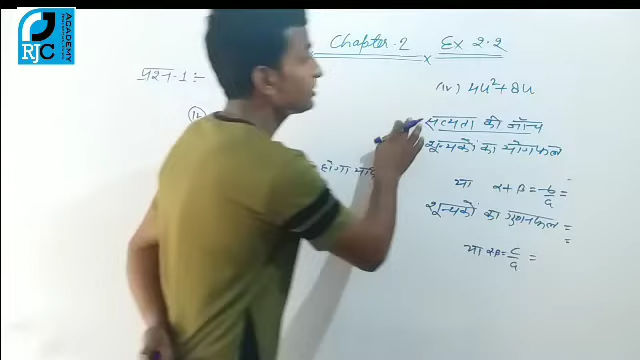 RJC
ACADEMY
Chapter-2 Ex 2.2
प्रश्न-1:-
(iv) 4u²+8u
सत्यता की जाँच
शून्यकों का योगफल
होगा
या α+β = -b/a =
शून्यकों का गुणनफल =
=
या αβ = c/a =